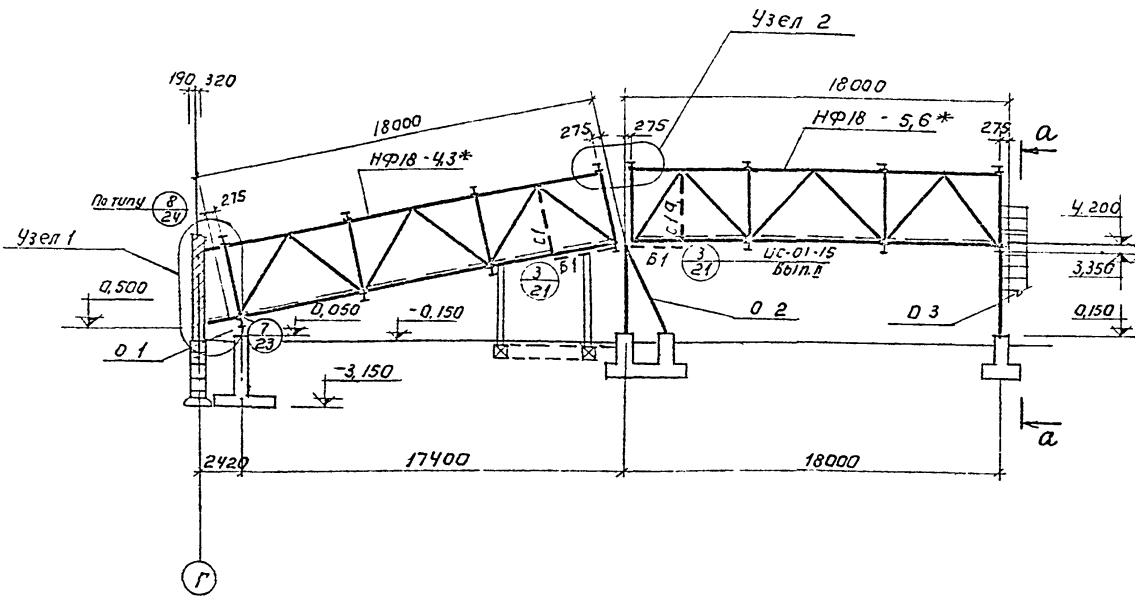 Узел 2
190 320
18000
18000
275
275
НФ18 - 5,6*
275
а
НФ18 - 4,3*
По типу
8
24
275
Узел 1
с/д
4,200
Б1
3
21
ИС-01-15
Вып. II
Б1
3
21
3,350
0,500
0,050
-0,150
О 2
О 3
0,150
О 1
7
23
-3,150
а
2420
17400
18000
Г